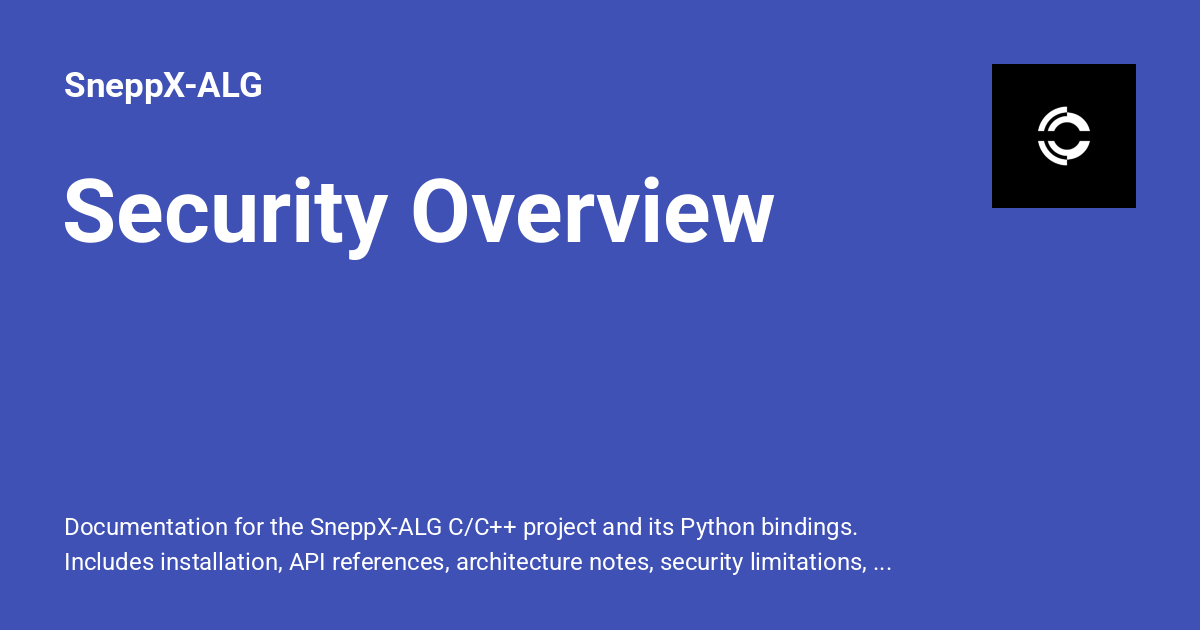 SneppX-ALG
Security Overview
Documentation for the SneppX-ALG C/C++ project and its Python bindings.
Includes installation, API references, architecture notes, security limitations, ...